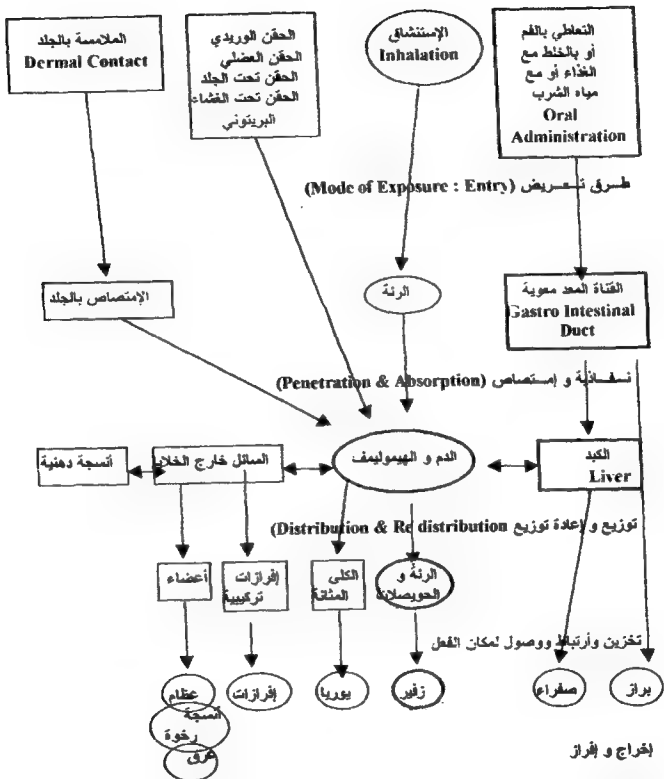 التعاطي بالفم
أو بالخلط مع
الغذاء أو مع
مياه الشرب
Oral
Administration
الإستنشاق
Inhalation
الحقن الوريدي
الحقن العضلي
الحقن تحت الجلد
الحقن تحت الغشاء
البريتوني
الملامسة بالجلد
Dermal Contact
طرق تعريض (Mode of Exposure : Entry)
القناة المعد معوية
Gastro Intestinal
Duct
الرئة
الإمتصاص بالجلد
نفاذية و إمتصاص (Penetration & Absorption)
الكبد
Liver
الدم و الهيموليمف
السائل خارج الخلاي
أنسجة دهنية
توزيع و إعادة توزيع Distribution & Re distribution)
الرئة و
الحويصلات
الكلى
المثانة
إفرازات
تركيبية
أعضاء
تخزين وأرتباط ووصول لمكان الفعل
براز
صفراء
زفير
يوريا
إفرازات
عظام
أنسجة
رخوة
عرق
إخراج و إفراز